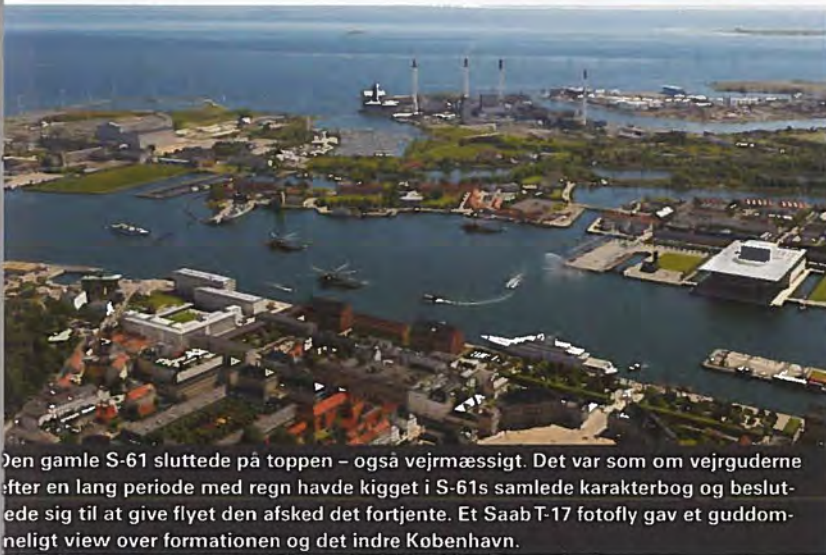 Den gamle S-61 sluttede på toppen – også vejrmæssigt. Det var som om vejrguderne
efter en lang periode med regn havde kigget i S-61s samlede karakterbog og beslut-
tede sig til at give flyet den afsked det fortjente. Et Saab T-17 fotofly gav et guddom-
meligt view over formationen og det indre København.